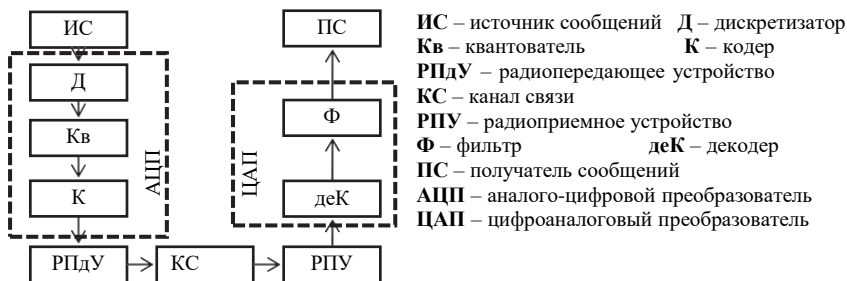 ИС
Д
Кв
К
АЦП
РПдУ
КС
РПУ
деК
Ф
ЦАП
ПС
ИС – источник сообщений Д – дискретизатор
Кв – квантователь К – кодер
РПдУ – радиопередающее устройство
КС – канал связи
РПУ – радиоприемное устройство
Ф – фильтр деК – декодер
ПС – получатель сообщений
АЦП – аналого-цифровой преобразователь
ЦАП – цифроаналоговый преобразователь